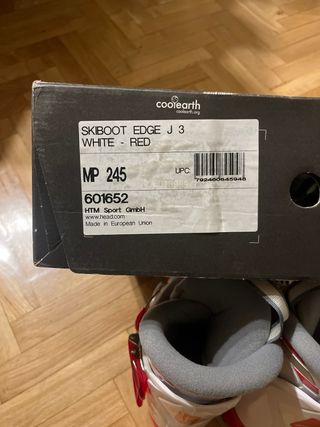 coolearth
coolearth.org
SKIBOOT EDGE J 3
WHITE - RED
MP 245
UPC:
792460845948
601652
HTM Sport GmbH
www.head.com
Made in European Union